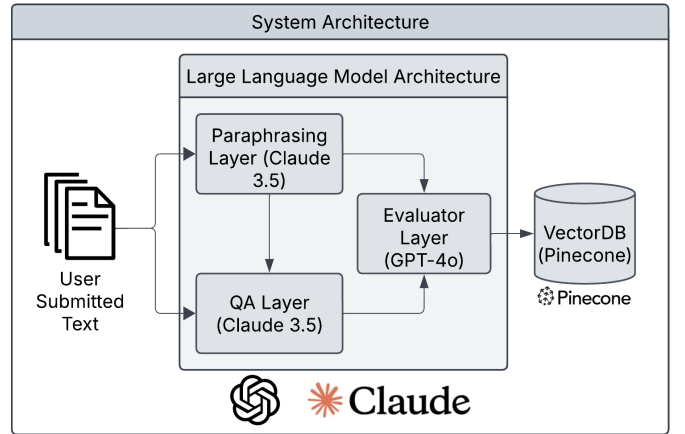 System Architecture
Large Language Model Architecture
Paraphrasing
Layer (Claude
3.5)
Evaluator
Layer
(GPT-4o)
VectorDB
(Pinecone)
Pinecone
User
Submitted
Text
QA Layer
(Claude 3.5)
Claude